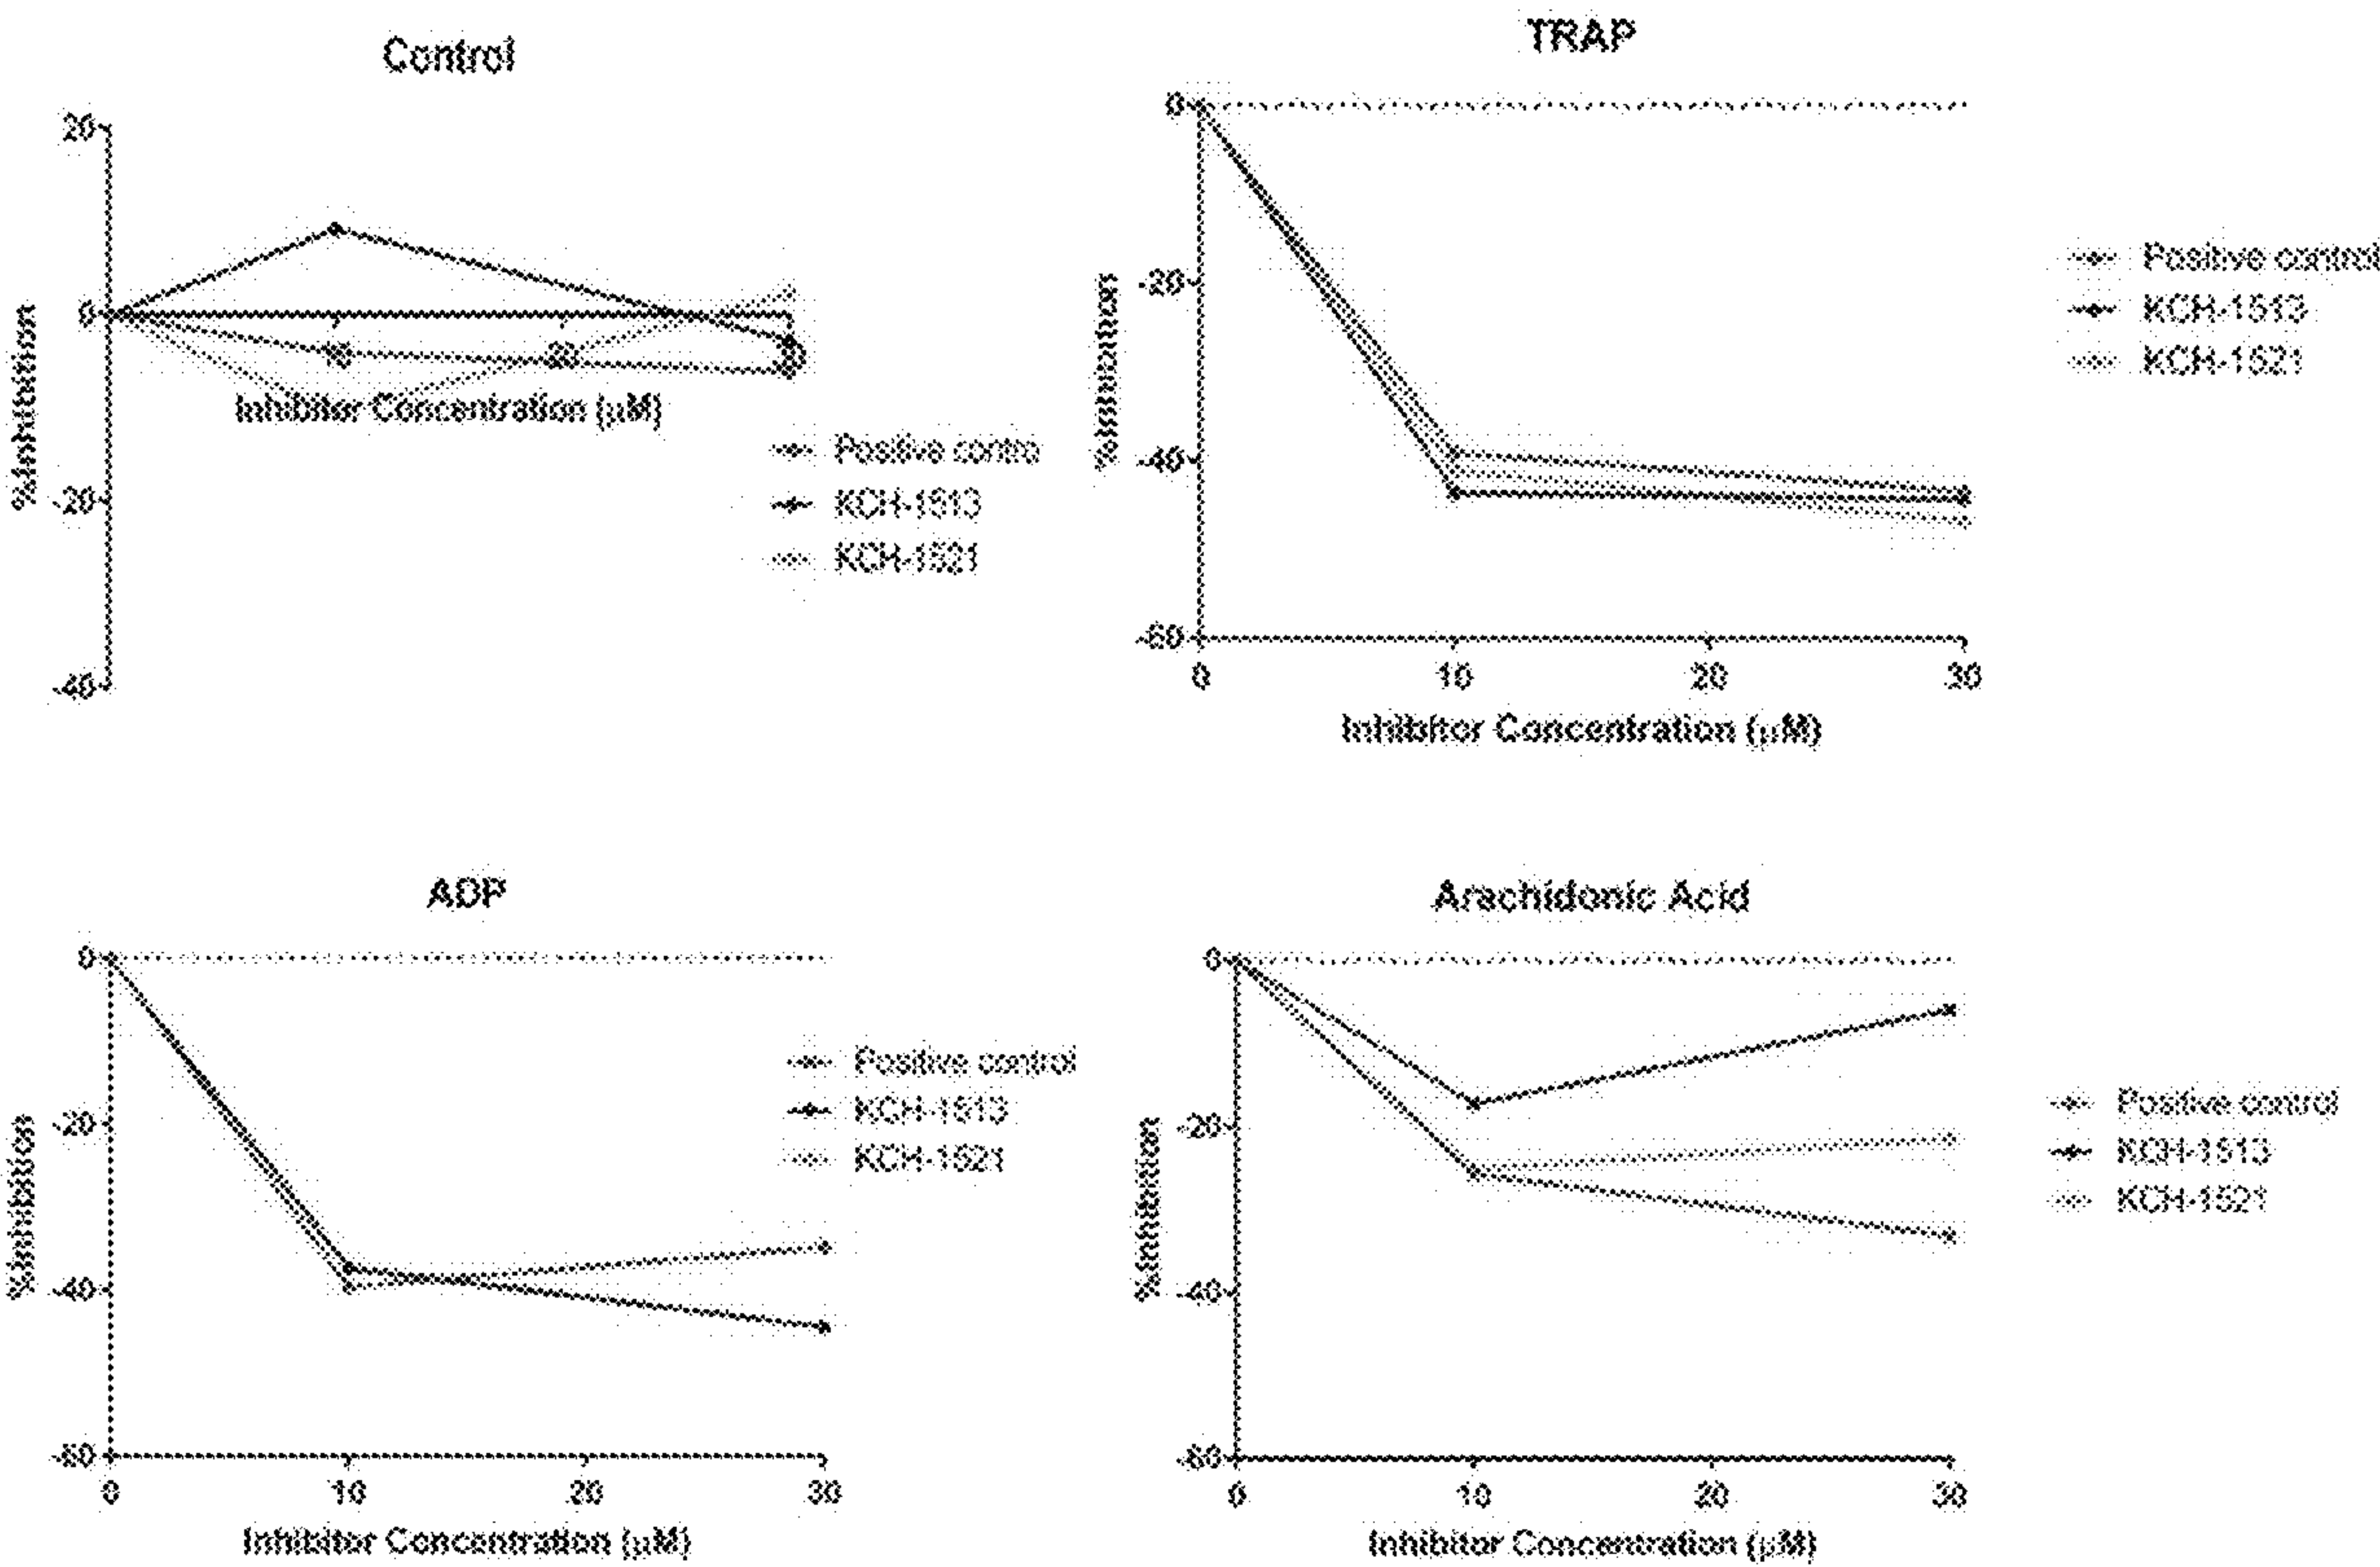 Control
20
0
-20
-40
%Inhibition
10
20
30
Inhibitor Concentration (µM)
Positive contro
KCH-1513
KCH-1521
TRAP
0
-20
-40
-60
%Inhibition
0
10
20
30
Inhibitor Concentration (µM)
Positive control
KCH-1513
KCH-1521
ADP
0
-20
-40
-60
%Inhibition
0
10
20
30
Inhibitor Concentration (µM)
Positive control
KCH-1513
KCH-1521
Arachidonic Acid
0
-20
-40
-60
%Inhibition
0
10
20
30
Inhibitor Concentration (µM)
Positive control
KCH-1513
KCH-1521